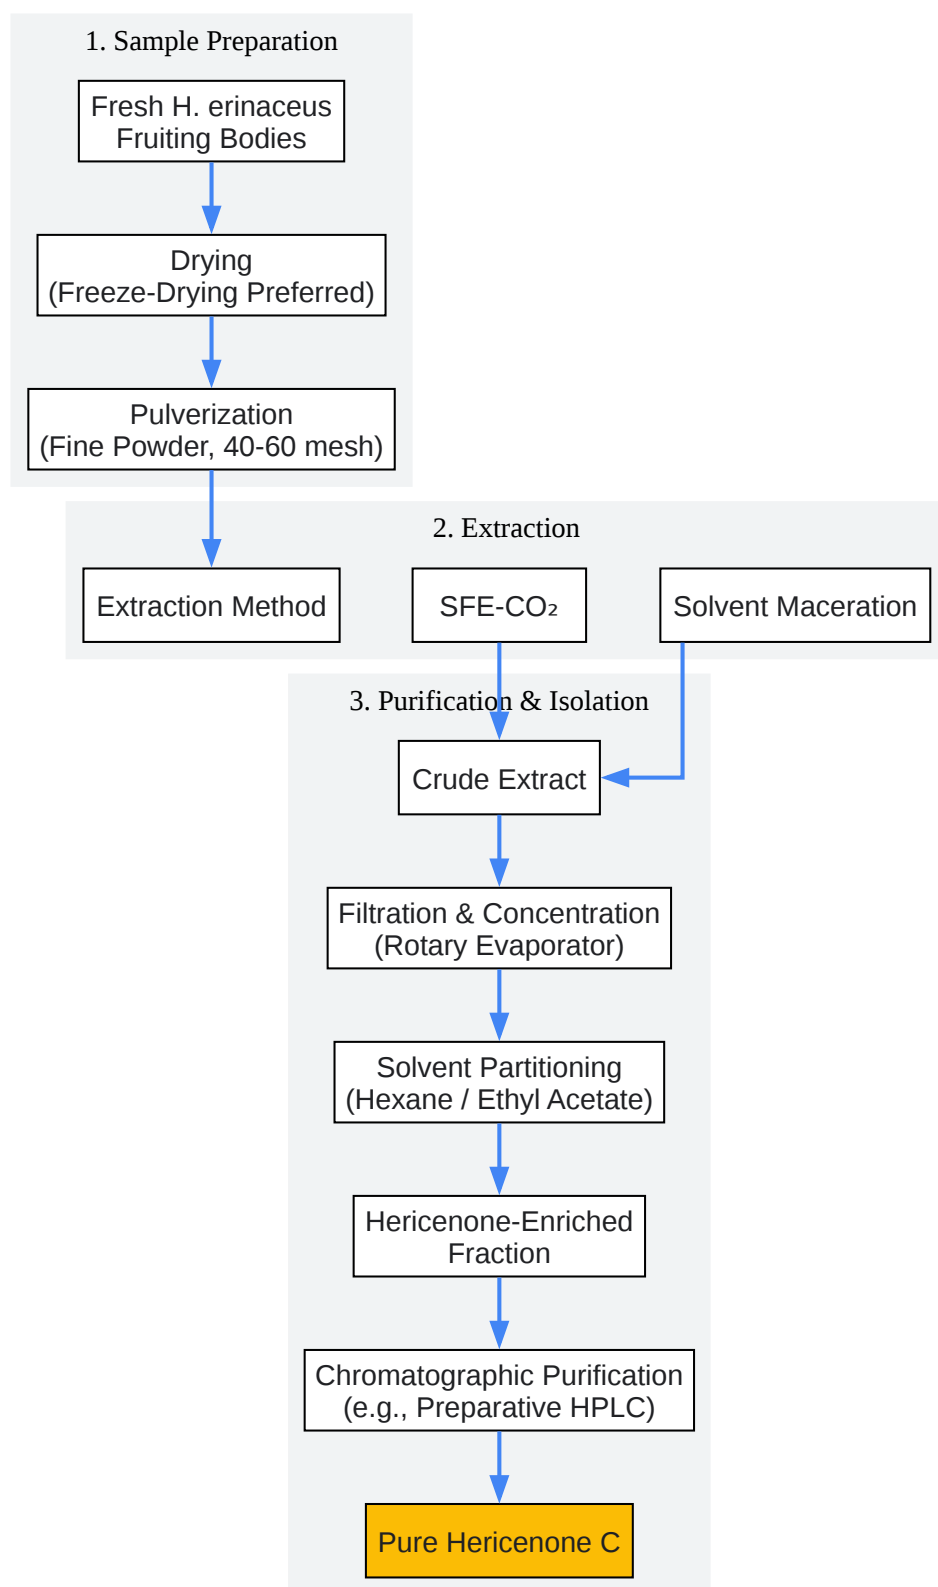 1. Sample Preparation
Fresh H. erinaceus
Fruiting Bodies
Drying
(Freeze-Drying Preferred)
Pulverization
(Fine Powder, 40-60 mesh)
2. Extraction
Extraction Method
SFE-CO₂
Solvent Maceration
3. Purification & Isolation
Crude Extract
Filtration & Concentration
(Rotary Evaporator)
Solvent Partitioning
(Hexane / Ethyl Acetate)
Hericenone-Enriched
Fraction
Chromatographic Purification
(e.g., Preparative HPLC)
Pure Hericenone C